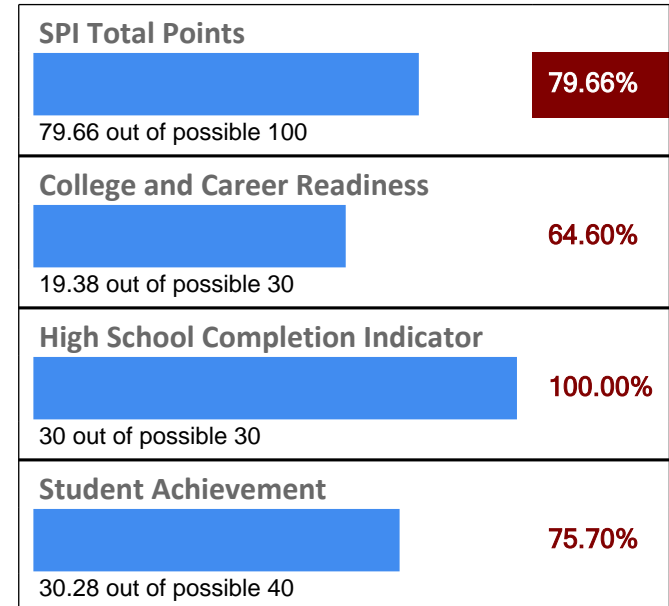 SPI Total Points
79.66%
79.66 out of possible 100
College and Career Readiness
64.60%
19.38 out of possible 30
High School Completion Indicator
100.00%
30 out of possible 30
Student Achievement
75.70%
30.28 out of possible 40